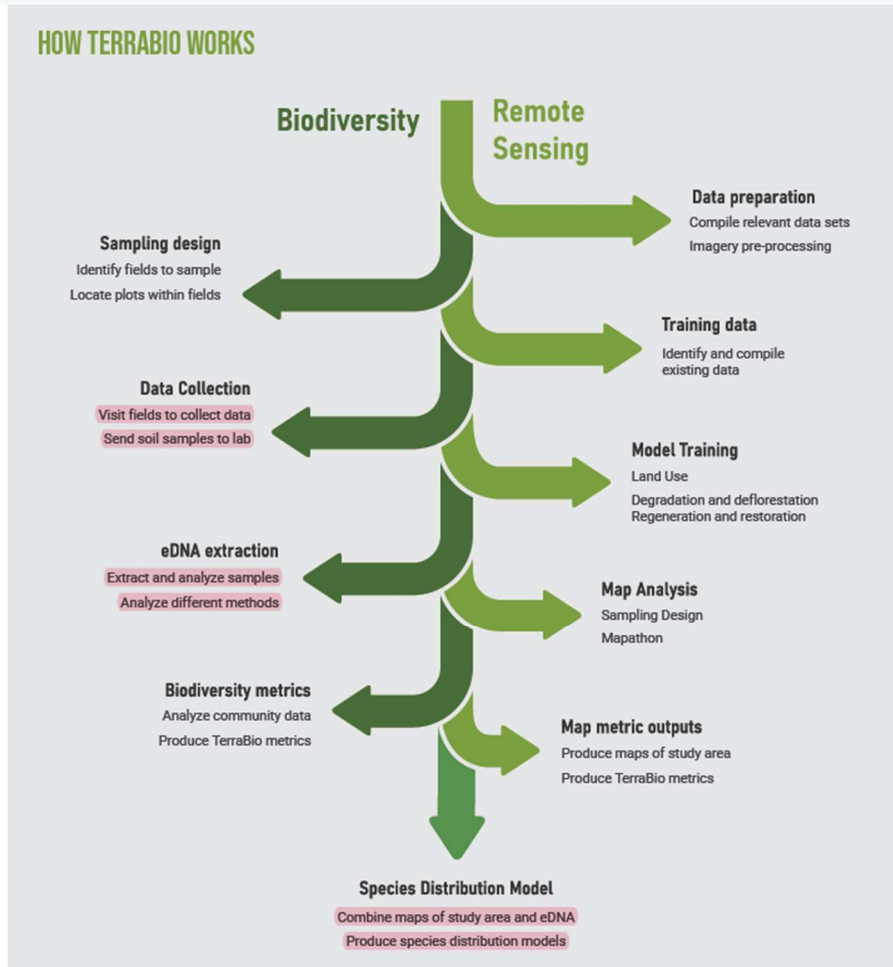 HOW TERRABIO WORKS
Biodiversity
Remote
Sensing
Data preparation
Compile relevant data sets
Imagery pre-processing
Sampling design
Identify fields to sample
Locate plots within fields
Training data
Identify and compile
existing data
Data Collection
Visit fields to collect data
Send soil samples to lab
Model Training
Land Use
Degradation and deflorestation
Regeneration and restoration
eDNA extraction
Extract and analyze samples
Analyze different methods
Map Analysis
Sampling Design
Mapathon
Biodiversity metrics
Analyze community data
Produce TerraBio metrics
Map metric outputs
Produce maps of study area
Produce TerraBio metrics
Species Distribution Model
Combine maps of study area and eDNA
Produce species distribution models